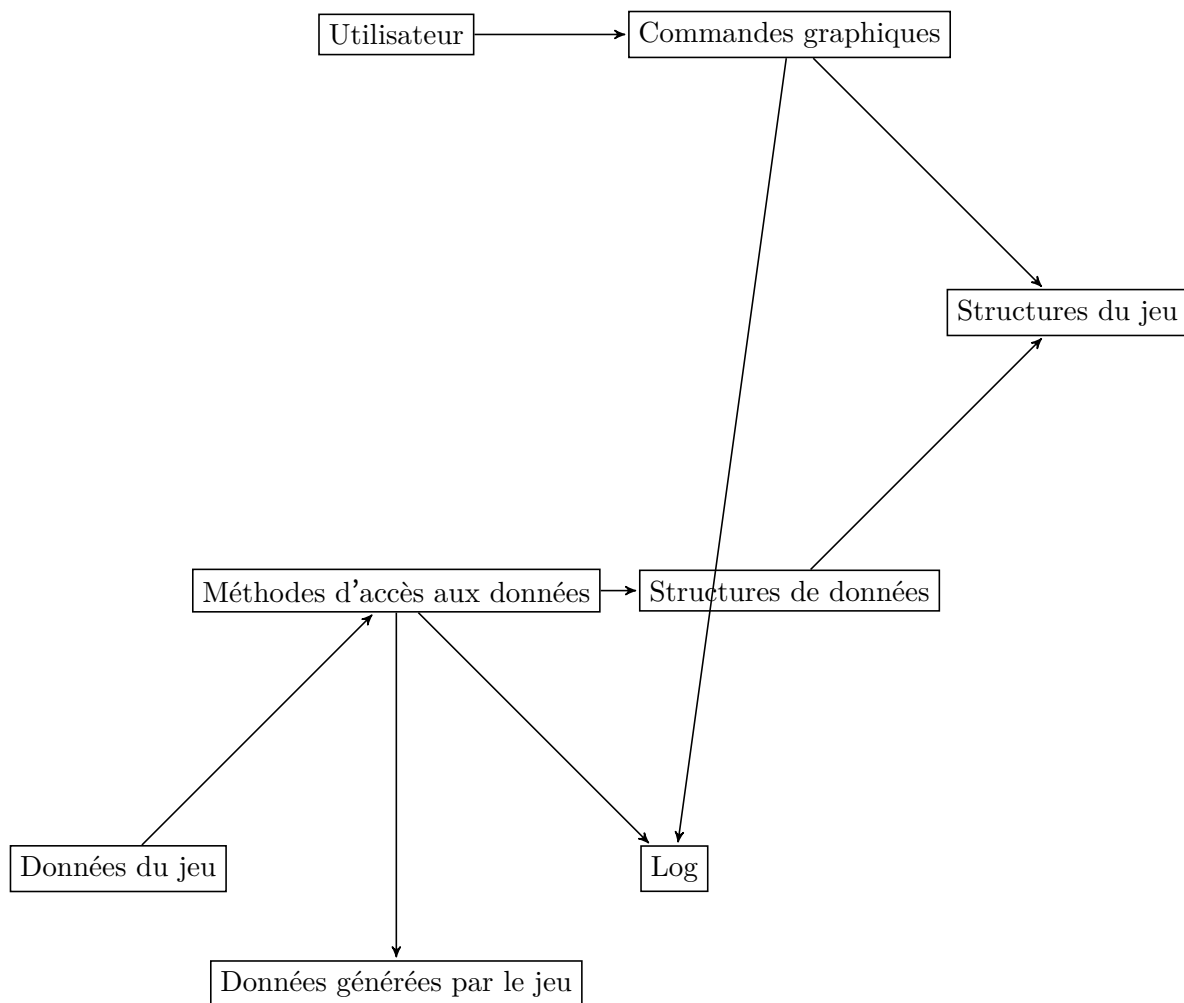 Utilisateur
Commandes graphiques
Structures du jeu
Méthodes d'accès aux données
Structures de données
Données du jeu
Log
Données générées par le jeu